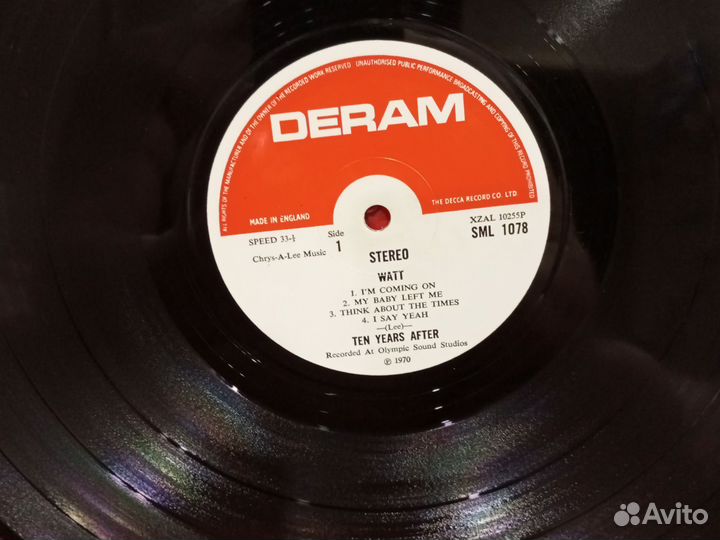 ALL RIGHTS OF THE MANUFACTURER AND OF THE OWNER OF THE RECORDED WORK RESERVED UNAUTHORISED PUBLIC PERFORMANCE BROADCASTING AND COPYING OF THIS RECORD PROHIBITED
DERAM
THE DECCA RECORD CO. LTD.
MADE IN ENGLAND
XZAL 10255P
SPEED 33-⅓
Side
1
SML 1078
Chrys-A-Lee Music
STEREO
WATT
1. I'M COMING ON
2. MY BABY LEFT ME
3. THINK ABOUT THE TIMES
4. I SAY YEAH
—(Lee)—
TEN YEARS AFTER
Recorded At Olympic Sound Studios
℗ 1970
Avito